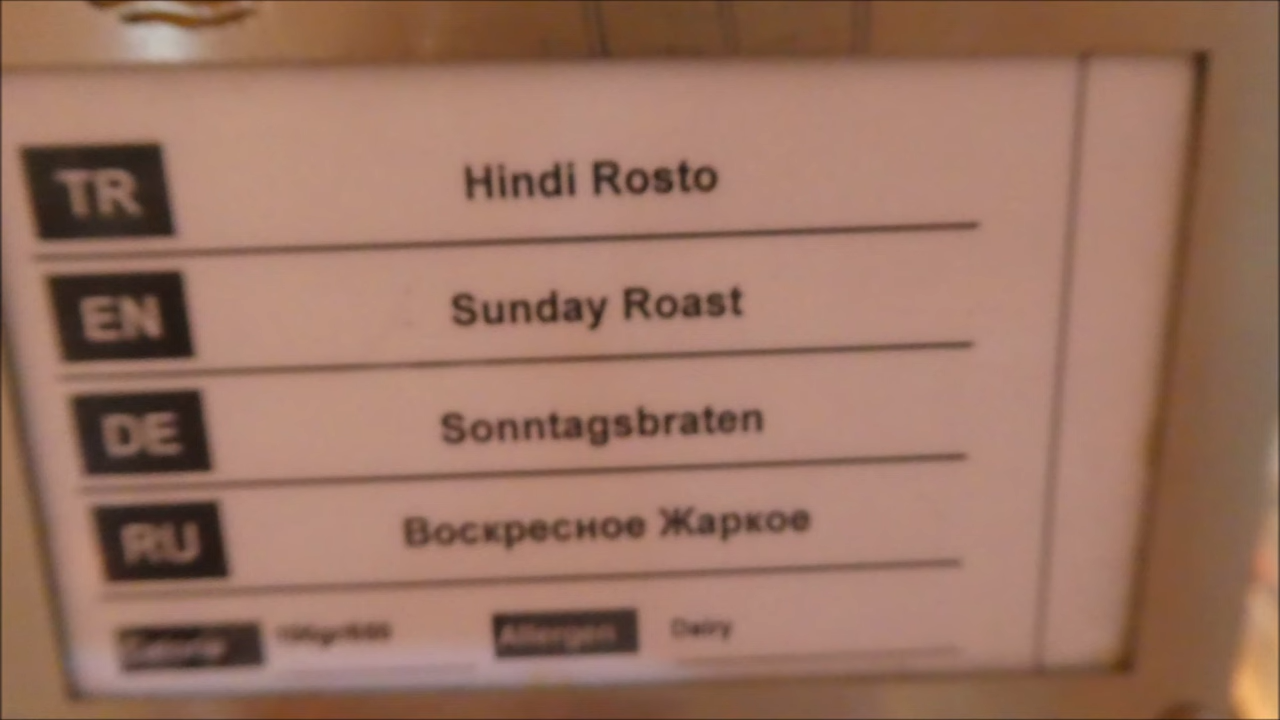 TR Hindi Rosto
EN Sunday Roast
DE Sonntagsbraten
RU Воскресное Жаркое
Allergen Dairy